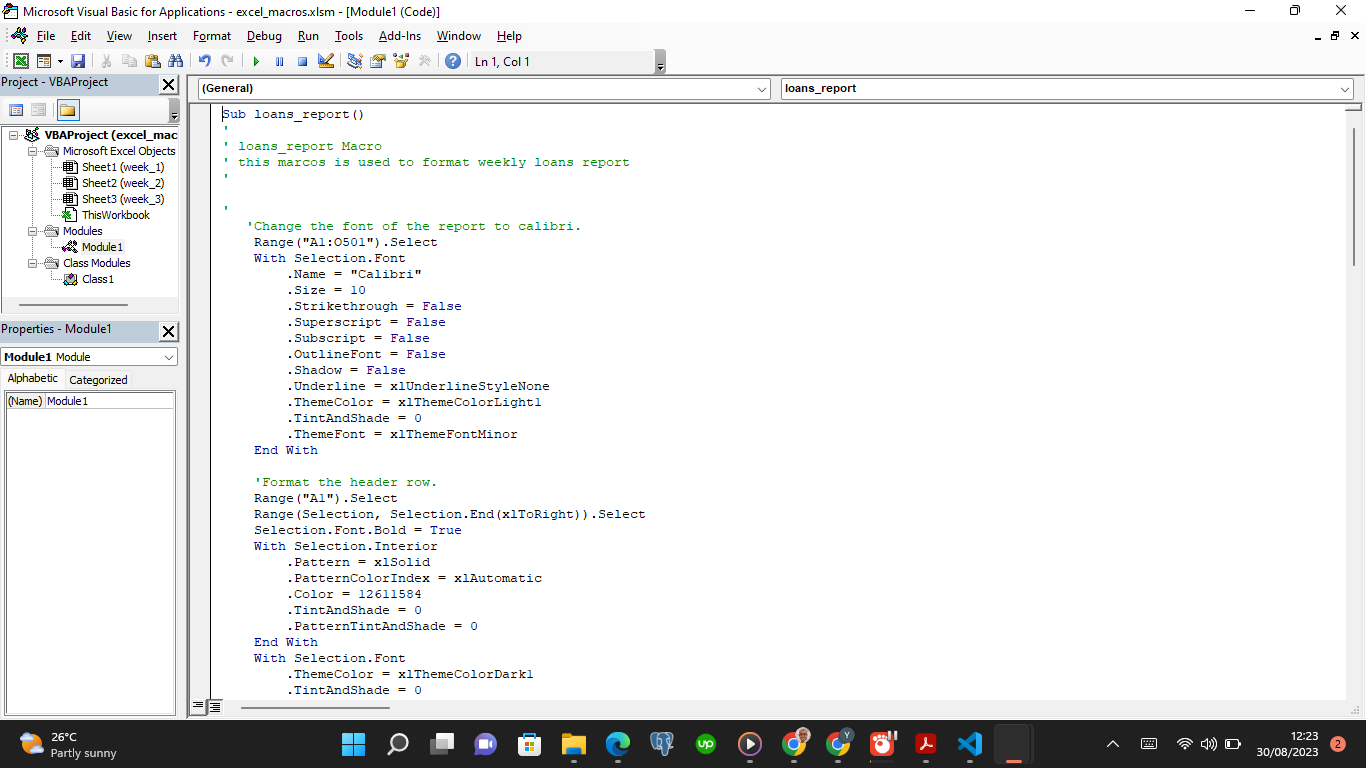 Microsoft Visual Basic for Applications - excel_macros.xlsm - [Module1 (Code)]
File Edit View Insert Format Debug Run Tools Add-Ins Window Help
Ln 1, Col 1
Project - VBAProject
(General)
loans_report
VBAProject (excel_mac
Microsoft Excel Objects
Sheet1 (week_1)
Sheet2 (week_2)
Sheet3 (week_3)
ThisWorkbook
Modules
Module1
Class Modules
Class1
Properties - Module1
Module1 Module
Alphabetic Categorized
(Name) Module1
Sub loans_report()
'
' loans_report Macro
' this marcos is used to format weekly loans report
'
'
'Change the font of the report to calibri.
Range("A1:O501").Select
With Selection.Font
.Name = "Calibri"
.Size = 10
.Strikethrough = False
.Superscript = False
.Subscript = False
.OutlineFont = False
.Shadow = False
.Underline = xlUnderlineStyleNone
.ThemeColor = xlThemeColorLight1
.TintAndShade = 0
.ThemeFont = xlThemeFontMinor
End With
'Format the header row.
Range("A1").Select
Range(Selection, Selection.End(xlToRight)).Select
Selection.Font.Bold = True
With Selection.Interior
.Pattern = xlSolid
.PatternColorIndex = xlAutomatic
.Color = 12611584
.TintAndShade = 0
.PatternTintAndShade = 0
End With
With Selection.Font
.ThemeColor = xlThemeColorDark1
.TintAndShade = 0
26°C
Partly sunny
up
Y
12:23
30/08/2023
2